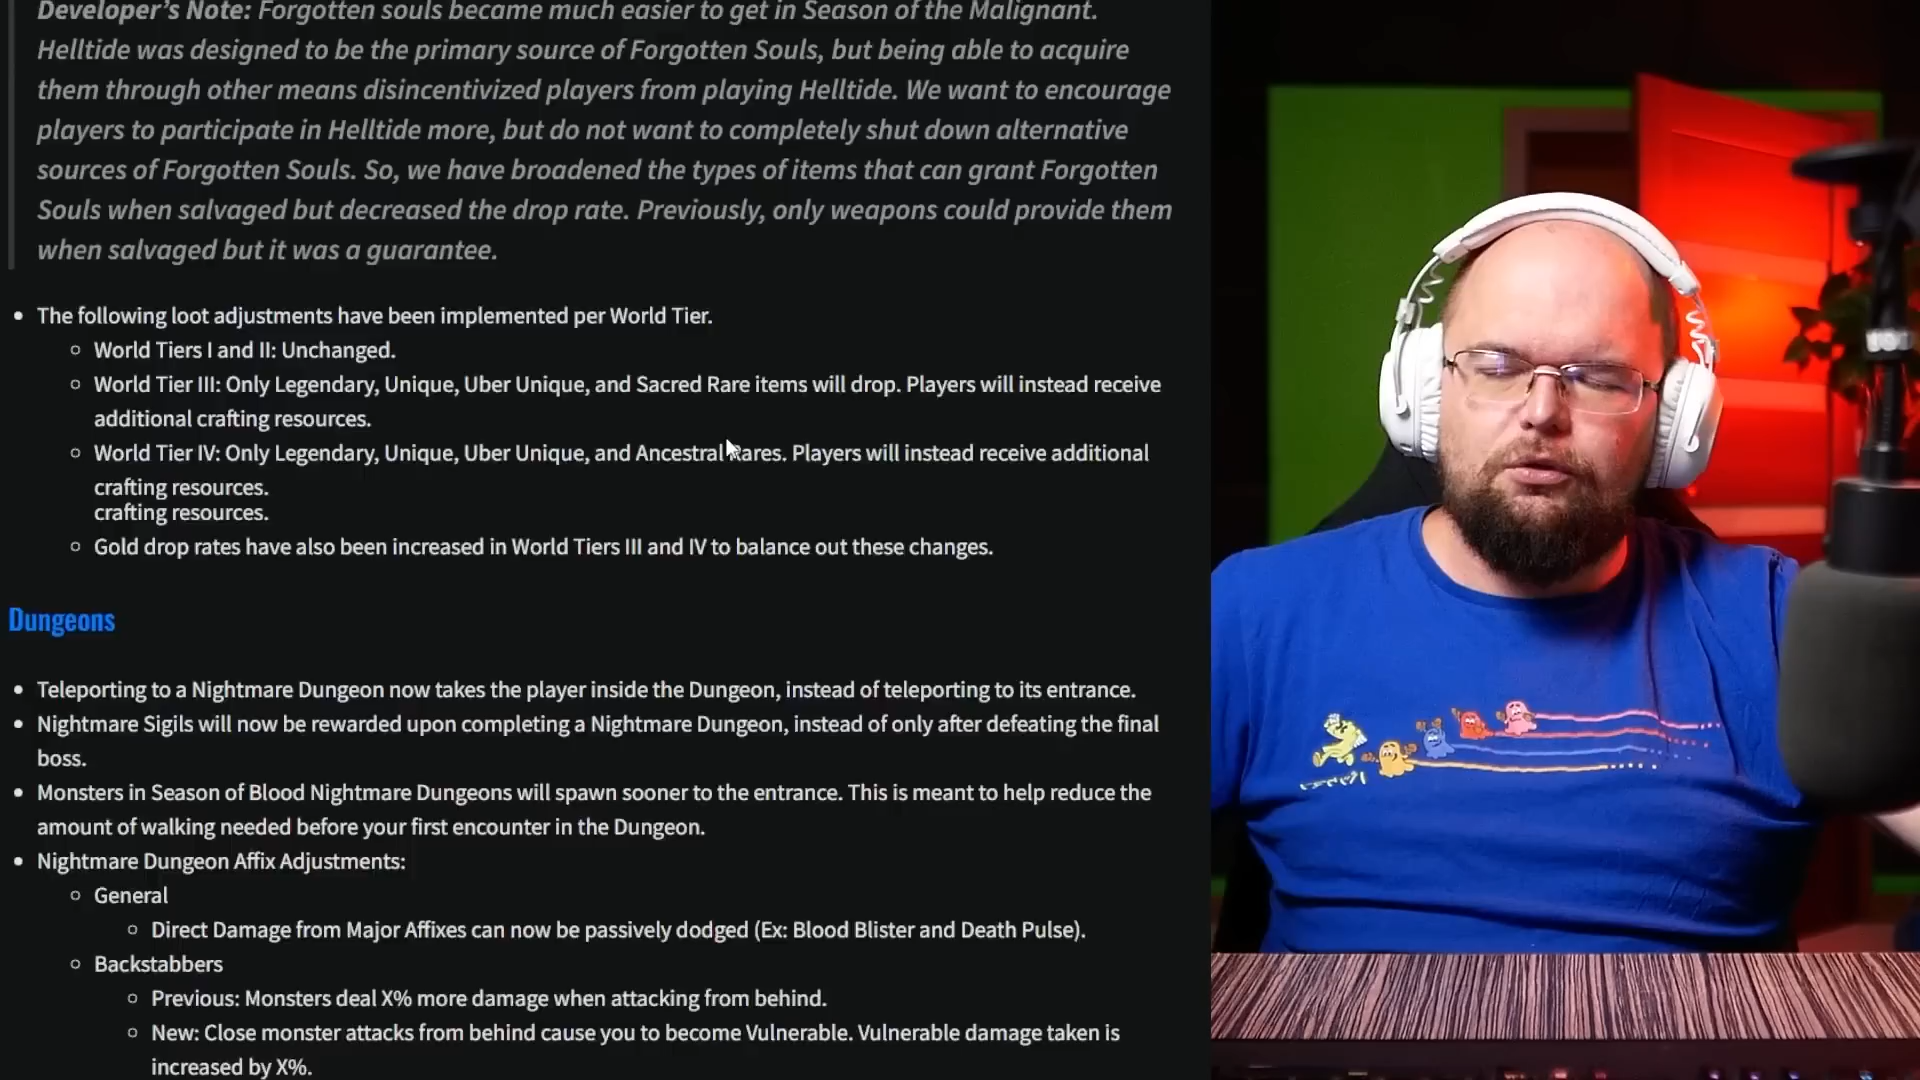 Developer's Note: Forgotten souls became much easier to get in Season of the Malignant.
Helltide was designed to be the primary source of Forgotten Souls, but being able to acquire
them through other means disincentivized players from playing Helltide. We want to encourage
players to participate in Helltide more, but do not want to completely shut down alternative
sources of Forgotten Souls. So, we have broadened the types of items that can grant Forgotten
Souls when salvaged but decreased the drop rate. Previously, only weapons could provide them
when salvaged but it was a guarantee.
• The following loot adjustments have been implemented per World Tier.
○ World Tiers I and II: Unchanged.
○ World Tier III: Only Legendary, Unique, Uber Unique, and Sacred Rare items will drop. Players will instead receive
additional crafting resources.
○ World Tier IV: Only Legendary, Unique, Uber Unique, and Ancestral Rares. Players will instead receive additional
crafting resources.
crafting resources.
○ Gold drop rates have also been increased in World Tiers III and IV to balance out these changes.
Dungeons
• Teleporting to a Nightmare Dungeon now takes the player inside the Dungeon, instead of teleporting to its entrance.
• Nightmare Sigils will now be rewarded upon completing a Nightmare Dungeon, instead of only after defeating the final
boss.
• Monsters in Season of Blood Nightmare Dungeons will spawn sooner to the entrance. This is meant to help reduce the
amount of walking needed before your first encounter in the Dungeon.
• Nightmare Dungeon Affix Adjustments:
○ General
○ Direct Damage from Major Affixes can now be passively dodged (Ex: Blood Blister and Death Pulse).
○ Backstabbers
○ Previous: Monsters deal X% more damage when attacking from behind.
○ New: Close monster attacks from behind cause you to become Vulnerable. Vulnerable damage taken is
increased by X%.